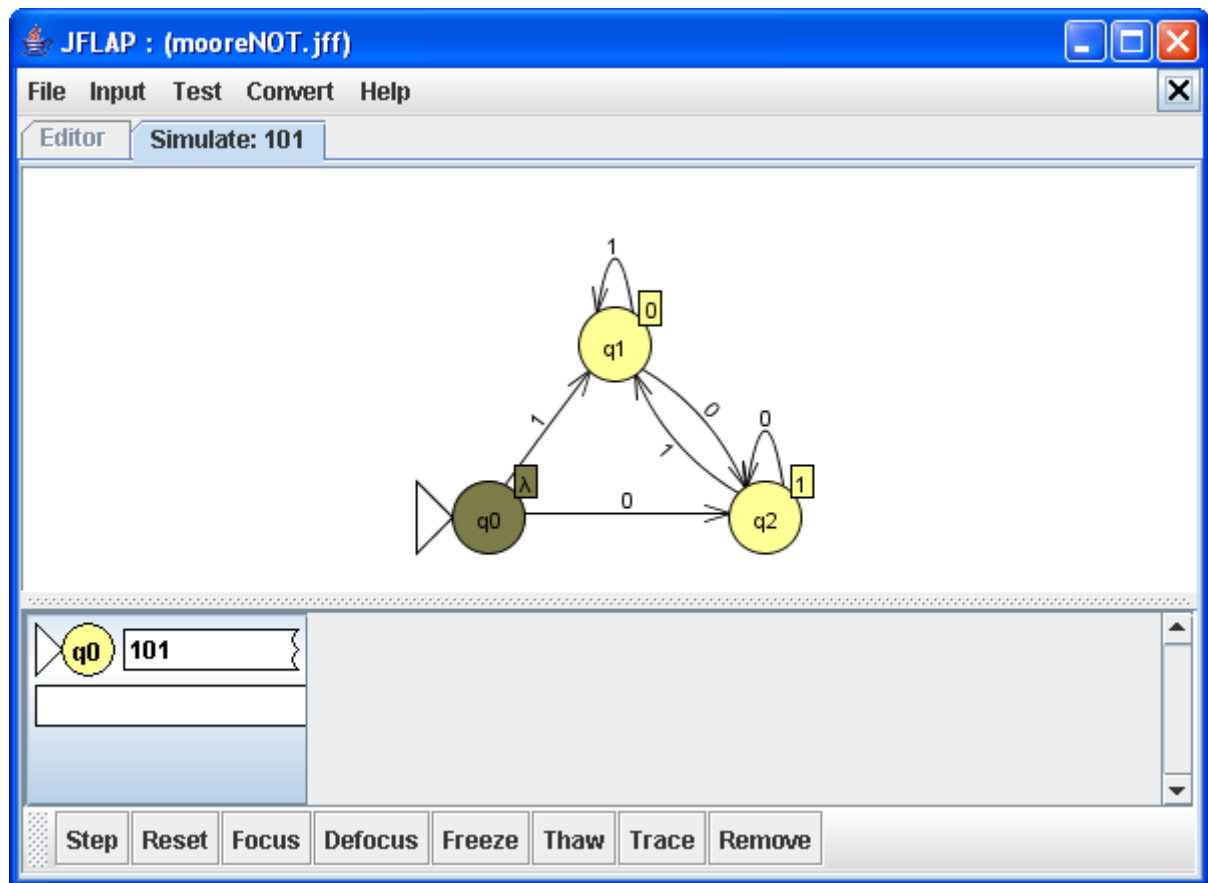 JFLAP : (mooreNOT.jff)
File Input Test Convert Help
Editor Simulate: 101
1
0
q1
1
0
1
0
λ
1
q0
0
q2
q0 101
Step Reset Focus Defocus Freeze Thaw Trace Remove